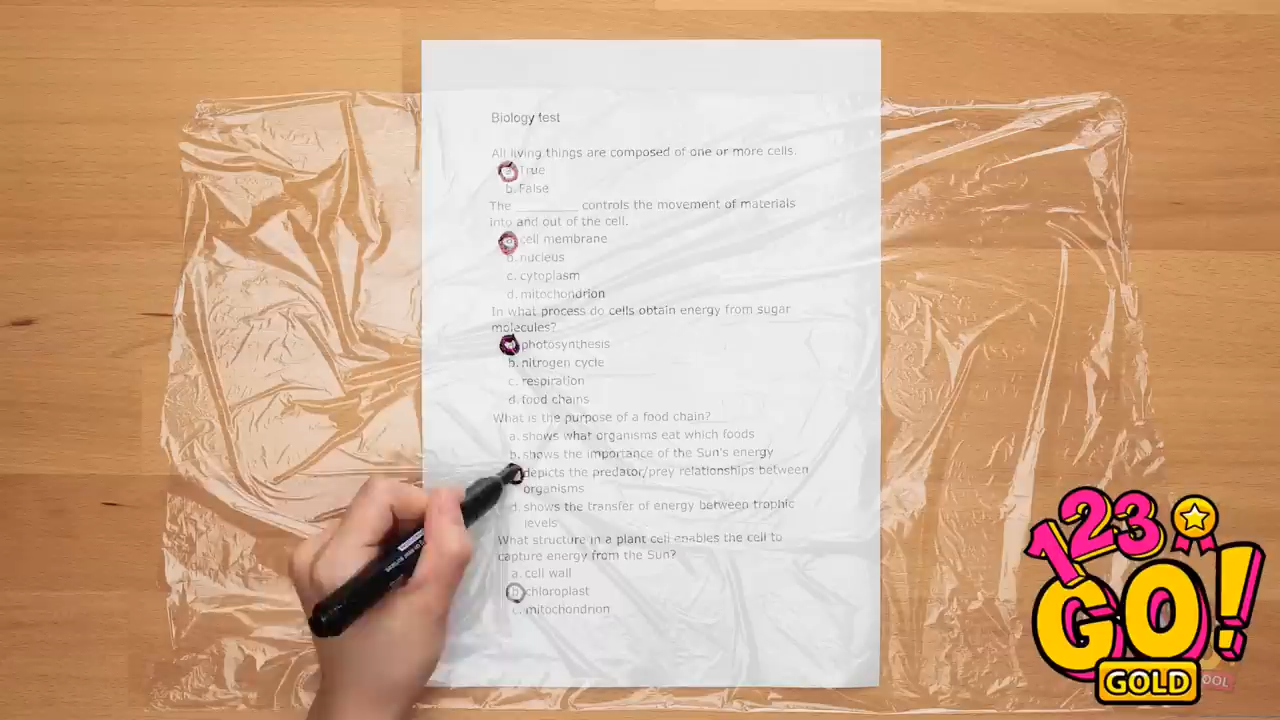 Biology test
All living things are composed of one or more cells.
a. True
b. False
The _________ controls the movement of materials
into and out of the cell.
cell membrane
b. nucleus
c. cytoplasm
d. mitochondrion
In what process do cells obtain energy from sugar
molecules?
photosynthesis
b. nitrogen cycle
c. respiration
d. food chains
What is the purpose of a food chain?
a. shows what organisms eat which foods
b. shows the importance of the Sun's energy
depicts the predator/prey relationships between
organisms
d. shows the transfer of energy between trophic
levels
What structure in a plant cell enables the cell to
capture energy from the Sun?
a. cell wall
b. chloroplast
c. mitochondrion
123
GO!
GOLD